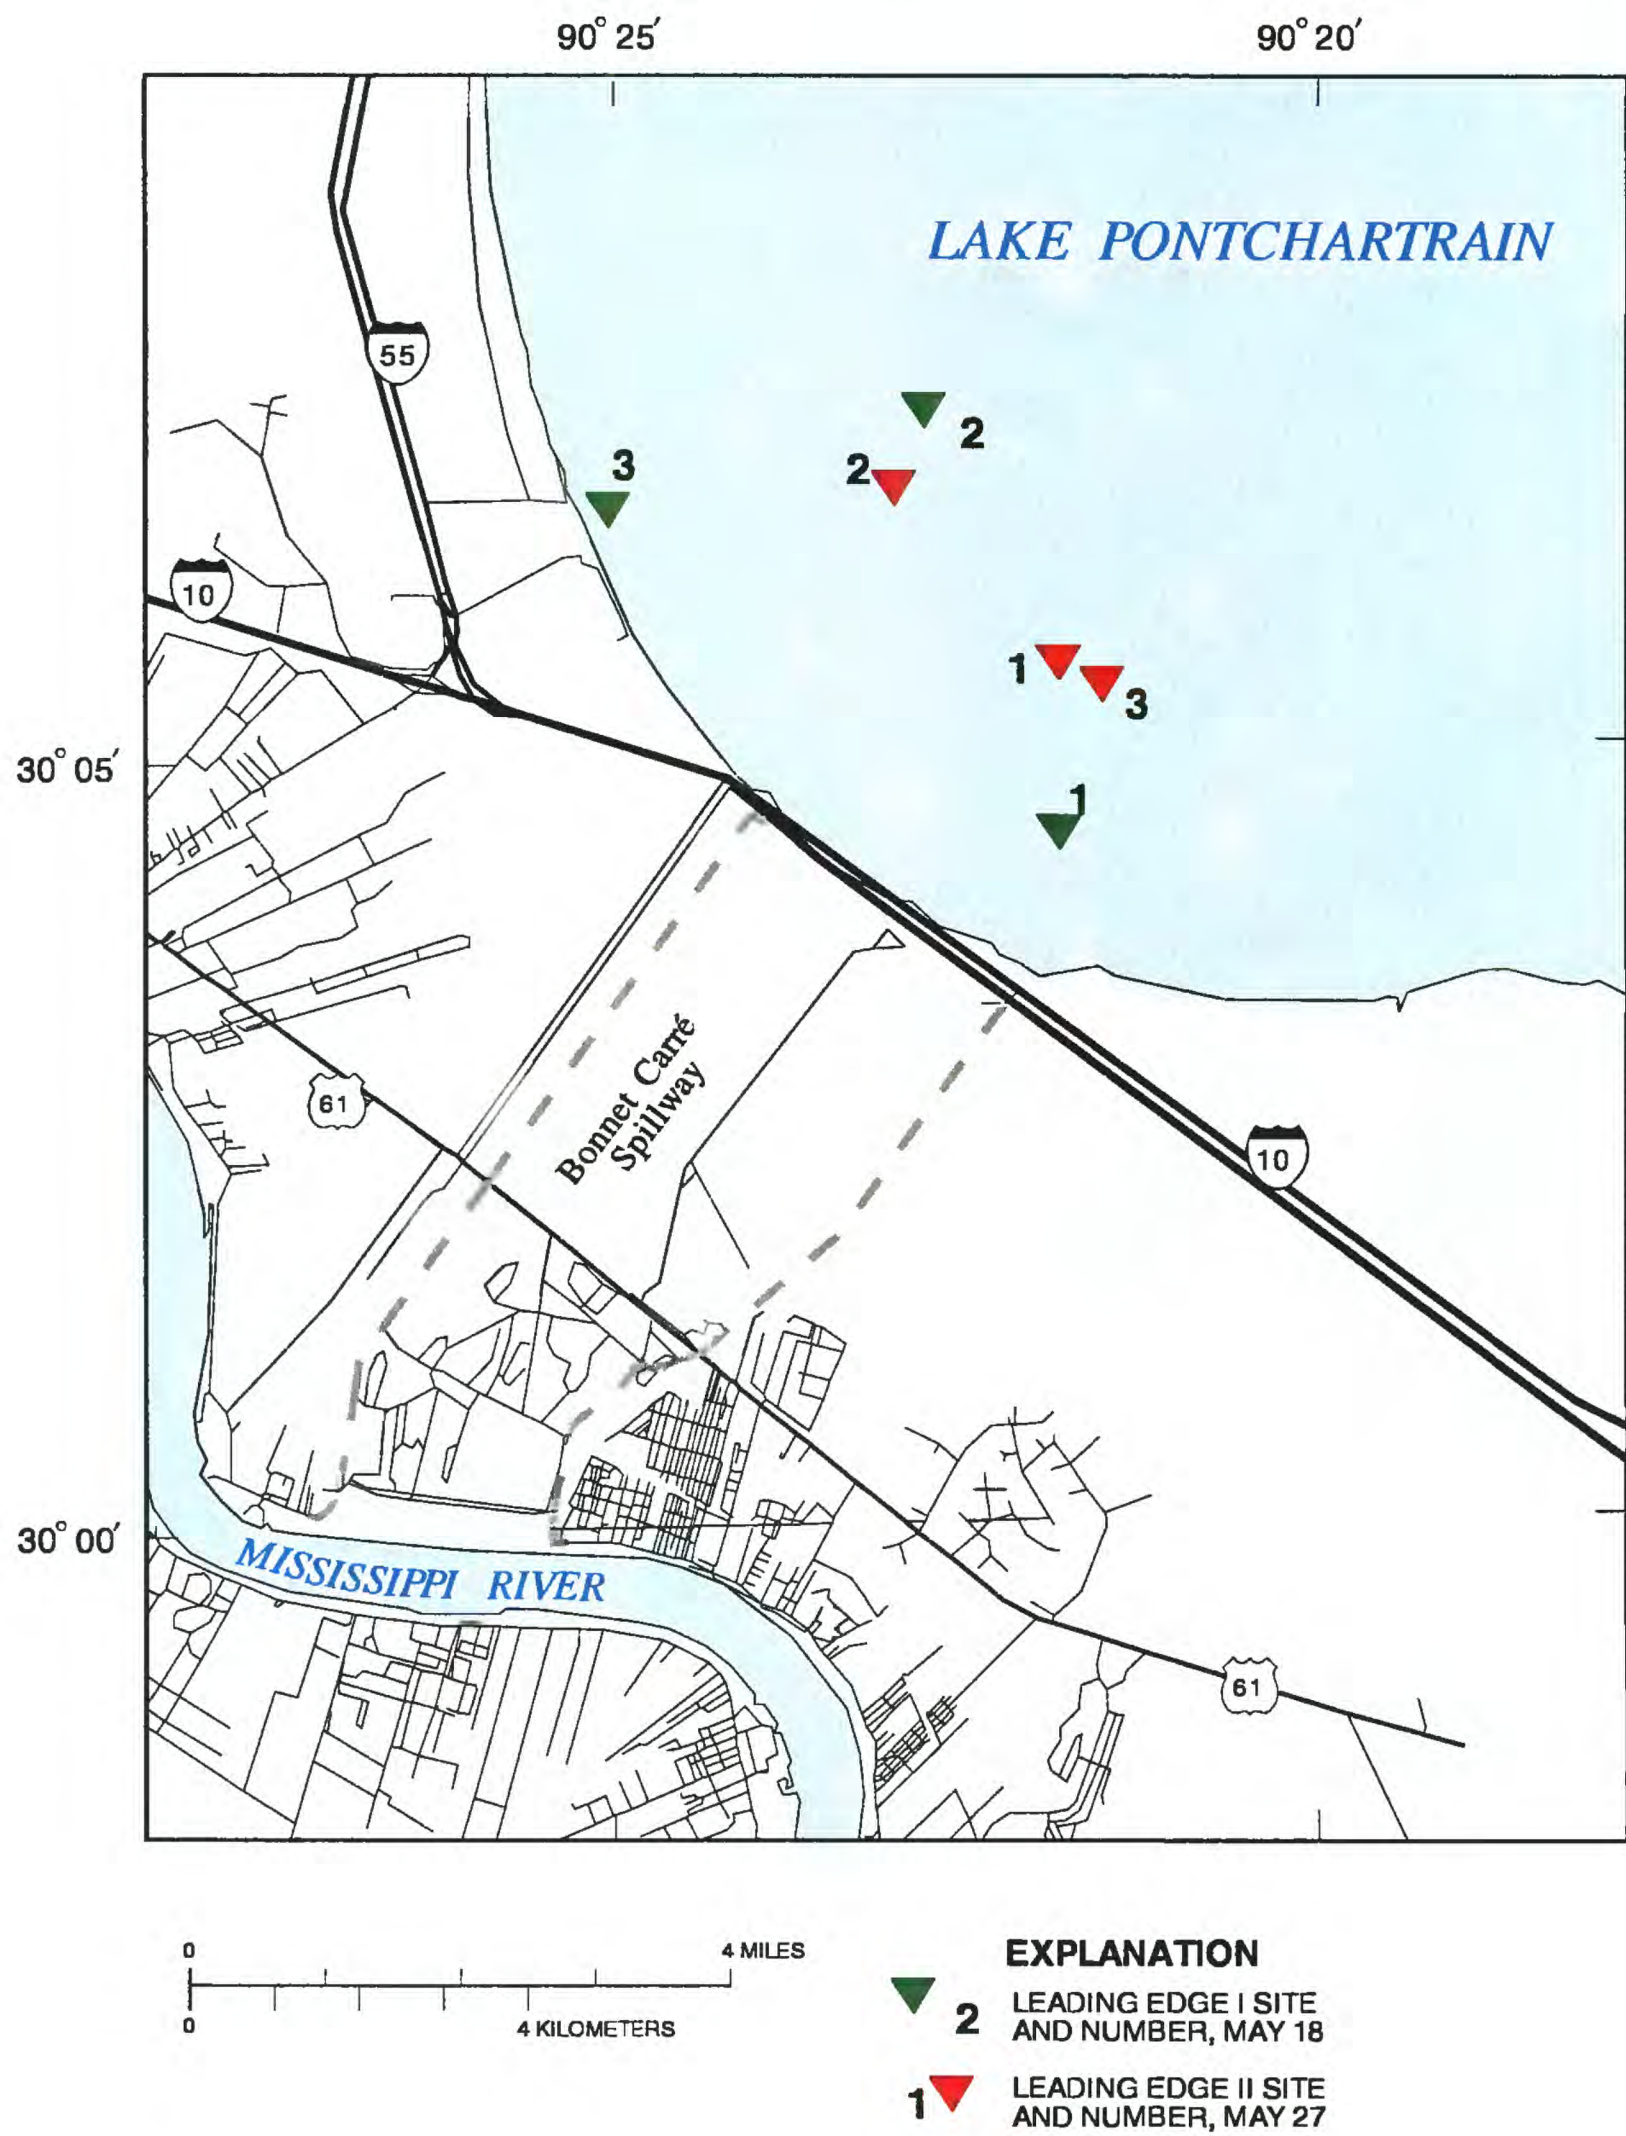 90° 25′
90° 20′
LAKE PONTCHARTRAIN
55
2
2
3
10
1
3
30° 05′
1
Bonnet Carré
Spillway
61
10
30° 00′
MISSISSIPPI RIVER
61
0
4 MILES
0
4 KILOMETERS
EXPLANATION
2
LEADING EDGE I SITE
AND NUMBER, MAY 18
1
LEADING EDGE II SITE
AND NUMBER, MAY 27